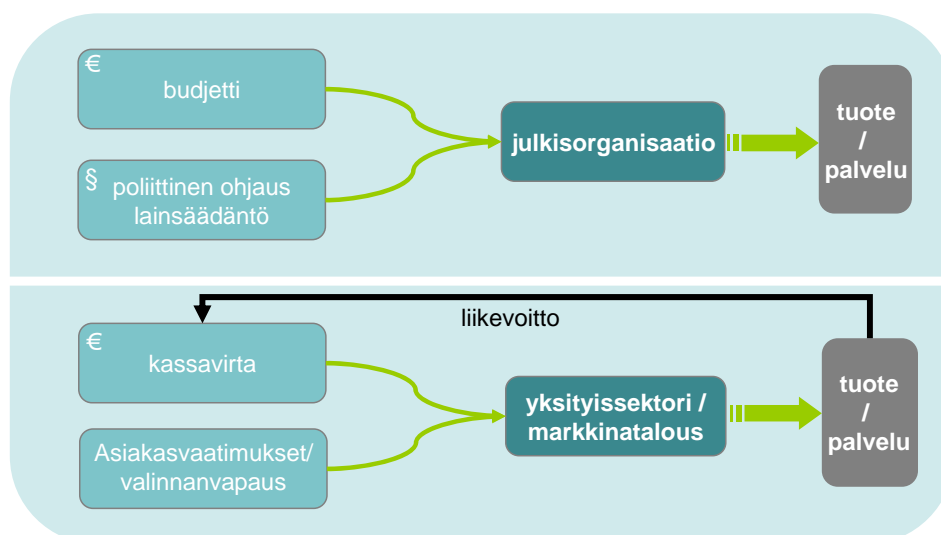 €
budjetti
§
poliittinen ohjaus
lainsäädäntö
julkisorganisaatio
tuote
/
palvelu
liikevoitto
€
kassavirta
Asiakasvaatimukset/
valinnanvapaus
yksityissektori /
markkinatalous
tuote
/
palvelu